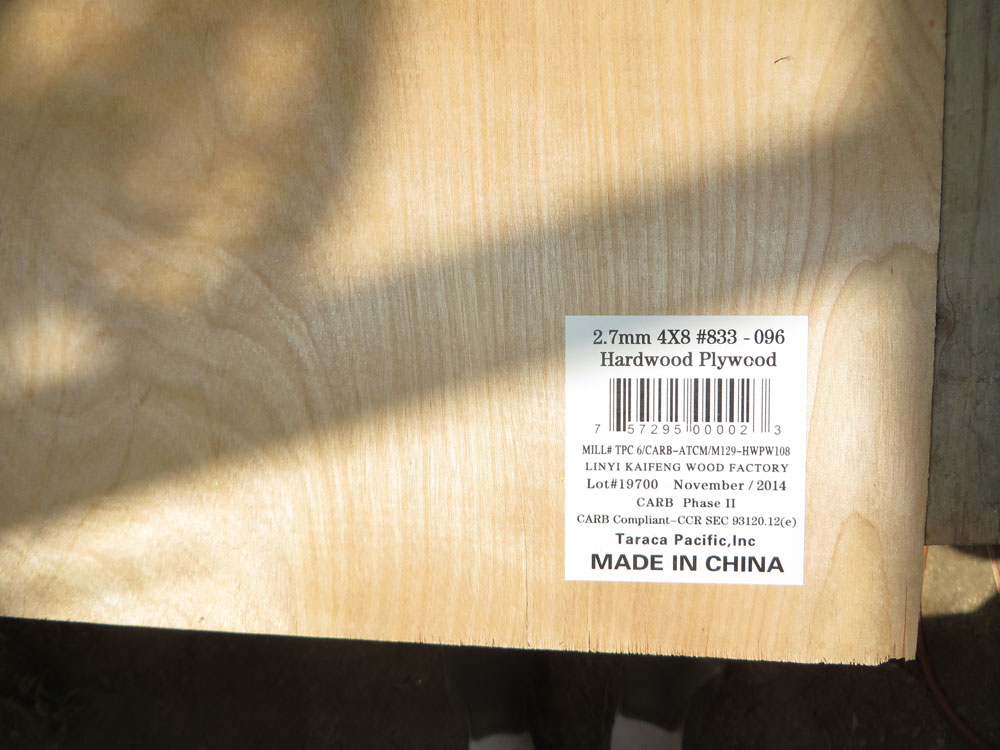 2.7mm 4X8 #833 - 096
Hardwood Plywood
7 57295 00002 3
MILL# TPC 6/CARB-ATCM/M129-HWPW108
LINYI KAIFENG WOOD FACTORY
Lot#19700 November / 2014
CARB Phase II
CARB Compliant-CCR SEC 93120.12(e)
Taraca Pacific,Inc
MADE IN CHINA